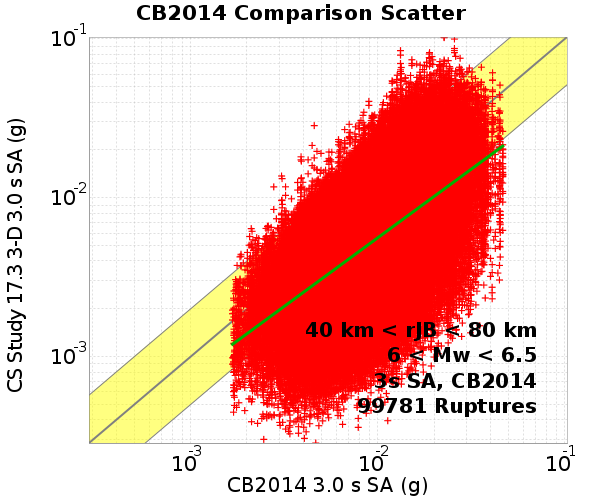 CB2014 Comparison Scatter
CS Study 17.3 3-D 3.0 s SA (g)
10-1
10-2
10-3
40 km < rJB < 80 km
6 < Mw < 6.5
3s SA, CB2014
99781 Ruptures
10-3
10-2
10-1
CB2014 3.0 s SA (g)